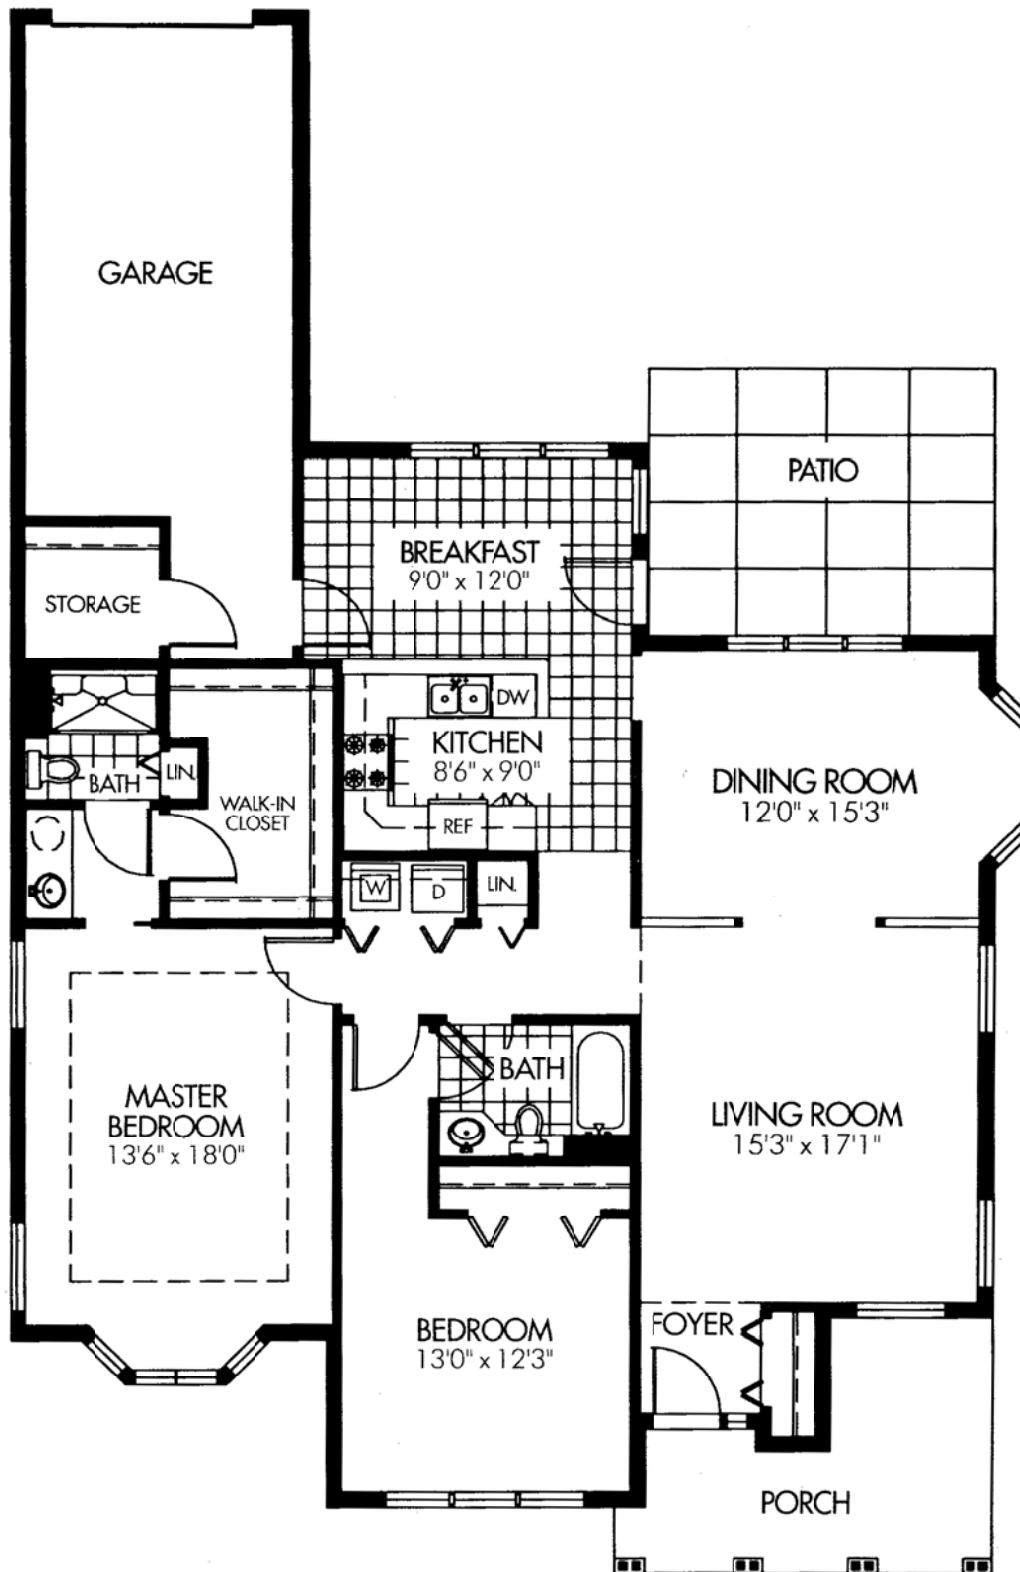 GARAGE
PATIO
BREAKFAST
9'0" x 12'0"
STORAGE
DW
KITCHEN
8'6" x 9'0"
BATH
LIN.
WALK-IN
CLOSET
DINING ROOM
12'0" x 15'3"
REF
W
D
LIN.
BATH
MASTER
BEDROOM
13'6" x 18'0"
LIVING ROOM
15'3" x 17'1"
BEDROOM
13'0" x 12'3"
FOYER
PORCH